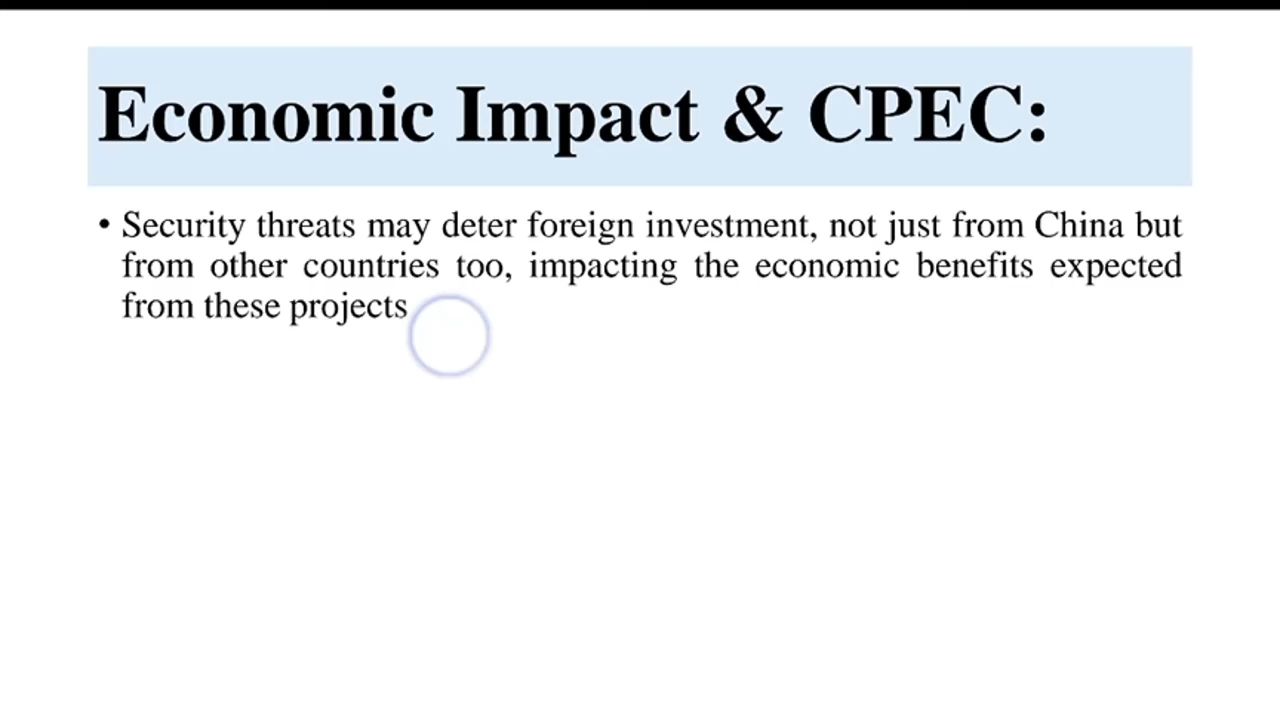 Economic Impact & CPEC:
• Security threats may deter foreign investment, not just from China but
from other countries too, impacting the economic benefits expected
from these projects